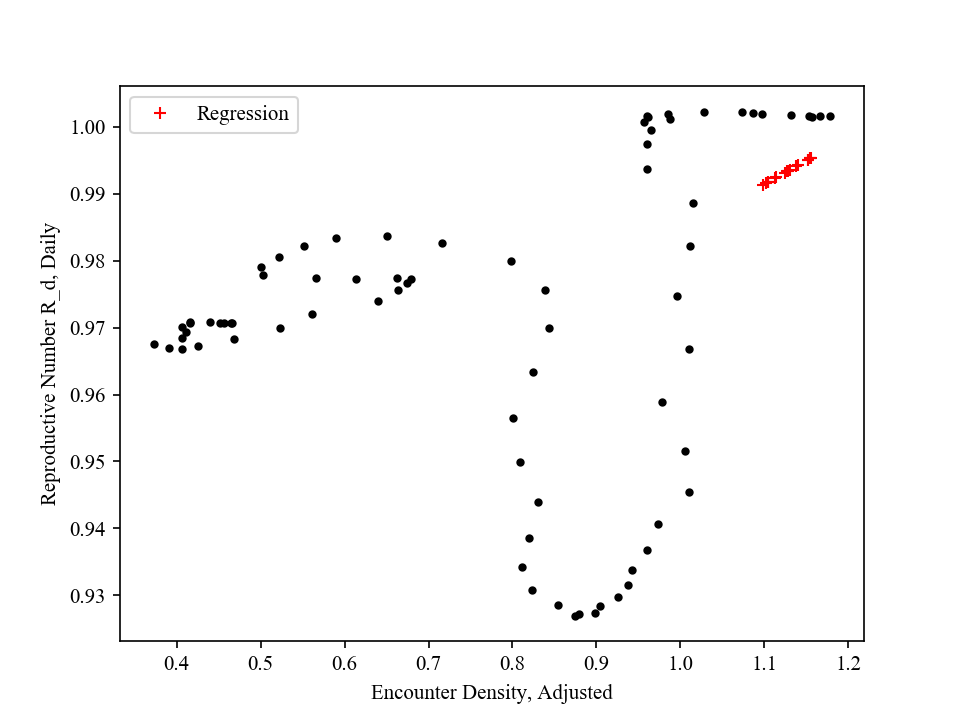 Regression
1.00
0.99
0.98
0.97
0.96
0.95
0.94
0.93
Reproductive Number R_d, Daily
0.4 0.5 0.6 0.7 0.8 0.9 1.0 1.1 1.2
Encounter Density, Adjusted